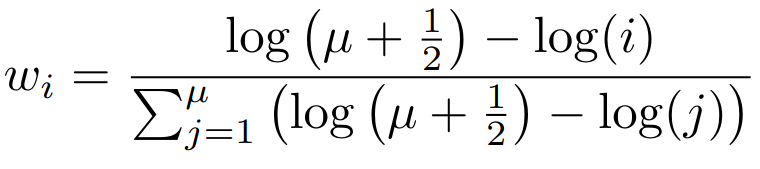 w_i = \frac{\log\left(\mu + \frac{1}{2}\right) - \log(i)}{\sum_{j=1}^{\mu} \left(\log\left(\mu + \frac{1}{2}\right) - \log(j)\right)}